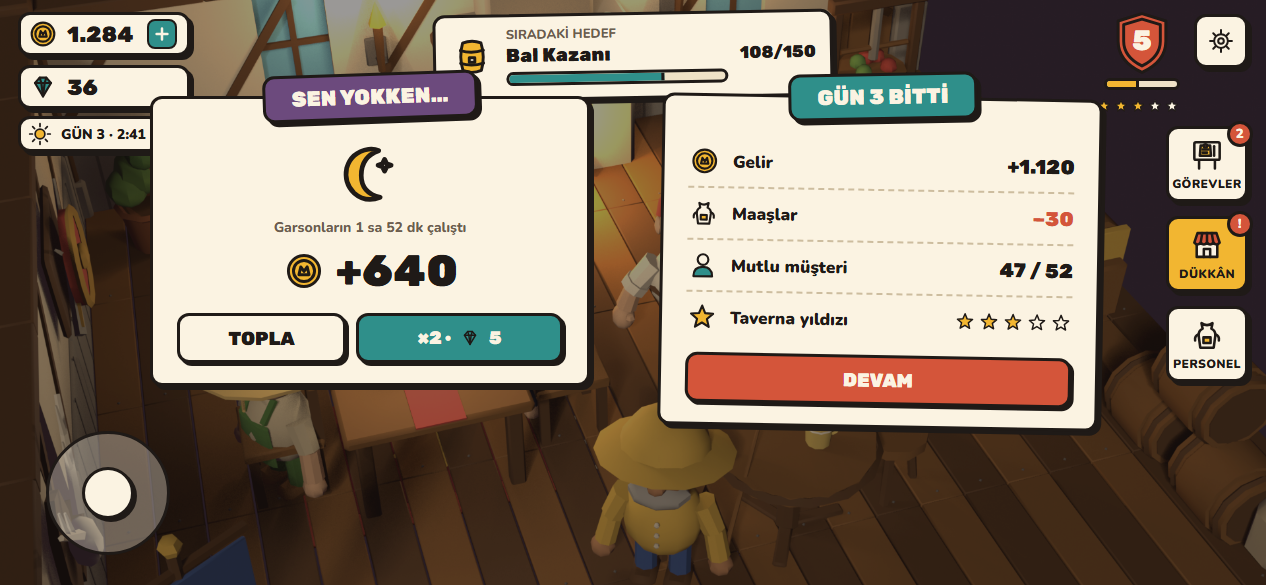 1.284
+
36
GÜN 3 · 2:41
SIRADAKİ HEDEF
Bal Kazanı
108/150
5
2
GÖREVLER
!
DÜKKÂN
PERSONEL
SEN YOKKEN...
Garsonların 1 sa 52 dk çalıştı
+640
TOPLA
×2 · 5
GÜN 3 BİTTİ
Gelir +1.120
Maaşlar −30
Mutlu müşteri 47 / 52
Taverna yıldızı
DEVAM